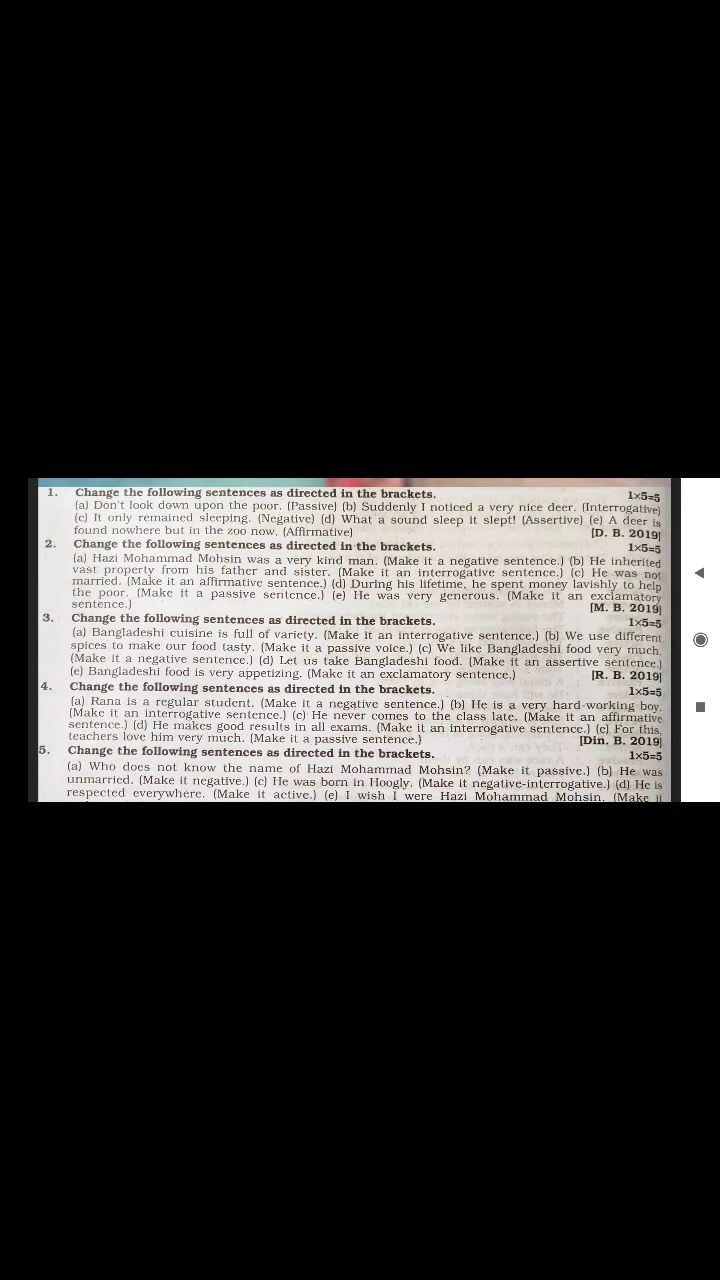 1. Change the following sentences as directed in the brackets. 1×5=5
(a) Don't look down upon the poor. (Passive) (b) Suddenly I noticed a very nice deer. (Interrogative)
(c) It only remained sleeping. (Negative) (d) What a sound sleep it slept! (Assertive) (e) A deer is
found nowhere but in the zoo now. (Affirmative) [D. B. 2019]
2. Change the following sentences as directed in the brackets. 1×5=5
(a) Hazi Mohammad Mohsin was a very kind man. (Make it a negative sentence.) (b) He inherited
vast property from his father and sister. (Make it an interrogative sentence.) (c) He was not
married. (Make it an affirmative sentence.) (d) During his lifetime, he spent money lavishly to help
the poor. (Make it a passive sentence.) (e) He was very generous. (Make it an exclamatory
sentence.) [M. B. 2019]
3. Change the following sentences as directed in the brackets. 1×5=5
(a) Bangladeshi cuisine is full of variety. (Make it an interrogative sentence.) (b) We use different
spices to make our food tasty. (Make it a passive voice.) (c) We like Bangladeshi food very much.
(Make it a negative sentence.) (d) Let us take Bangladeshi food. (Make it an assertive sentence.)
(e) Bangladeshi food is very appetizing. (Make it an exclamatory sentence.) [R. B. 2019]
4. Change the following sentences as directed in the brackets. 1×5=5
(a) Rana is a regular student. (Make it a negative sentence.) (b) He is a very hard-working boy.
(Make it an interrogative sentence.) (c) He never comes to the class late. (Make it an affirmative
sentence.) (d) He makes good results in all exams. (Make it an interrogative sentence.) (e) For this,
teachers love him very much. (Make it a passive sentence.) [Din. B. 2019]
5. Change the following sentences as directed in the brackets. 1×5=5
(a) Who does not know the name of Hazi Mohammad Mohsin? (Make it passive.) (b) He was
unmarried. (Make it negative.) (c) He was born in Hoogly. (Make it negative-interrogative.) (d) He is
respected everywhere. (Make it active.) (e) I wish I were Hazi Mohammad Mohsin. (Make it